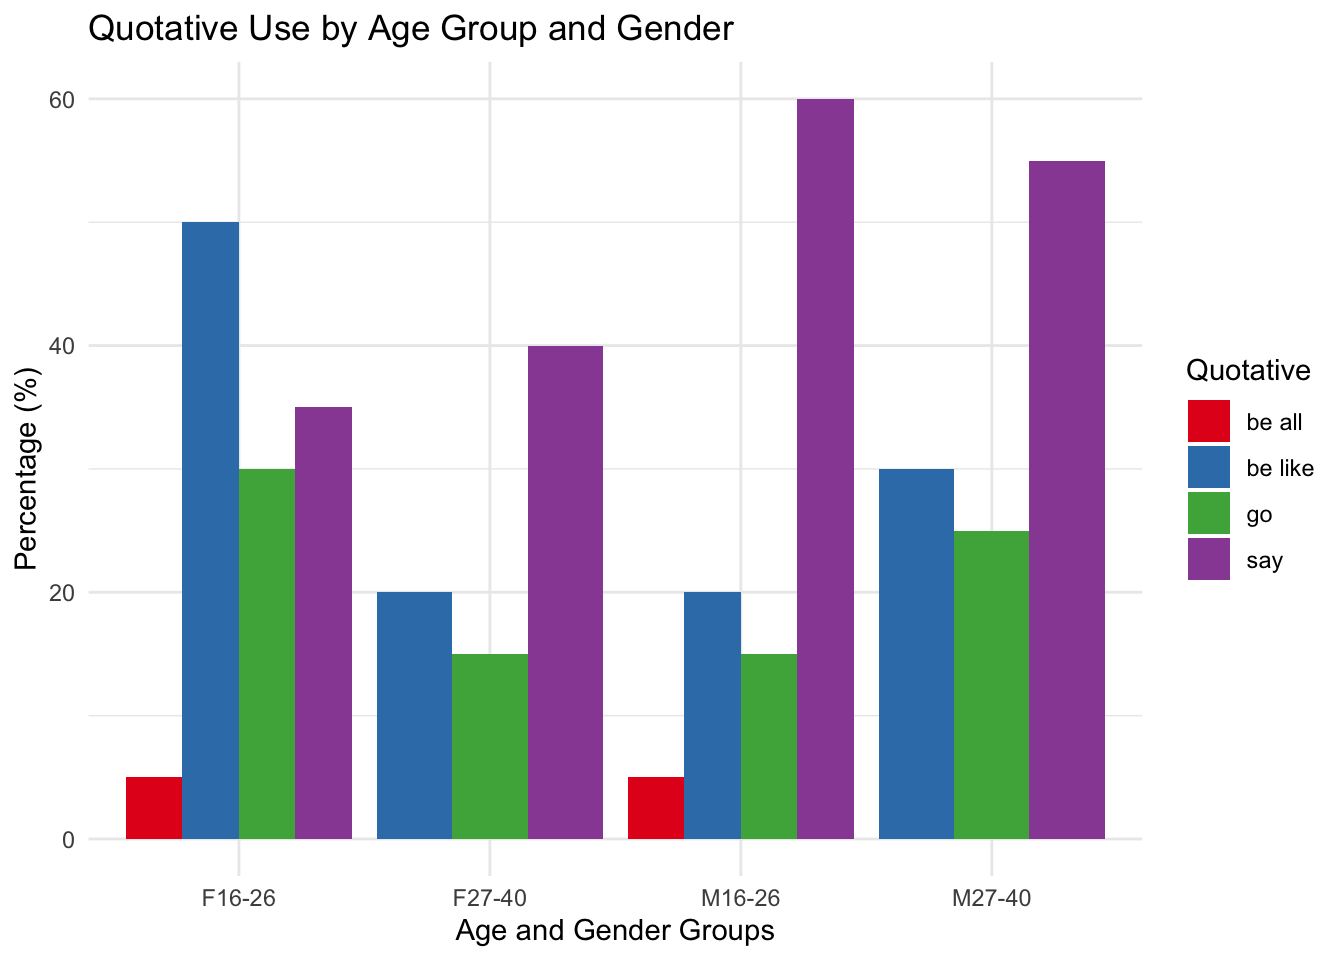 Quotative Use by Age Group and Gender
Percentage (%)
60
40
20
0
F16-26
F27-40
M16-26
M27-40
Age and Gender Groups
Quotative
be all
be like
go
say